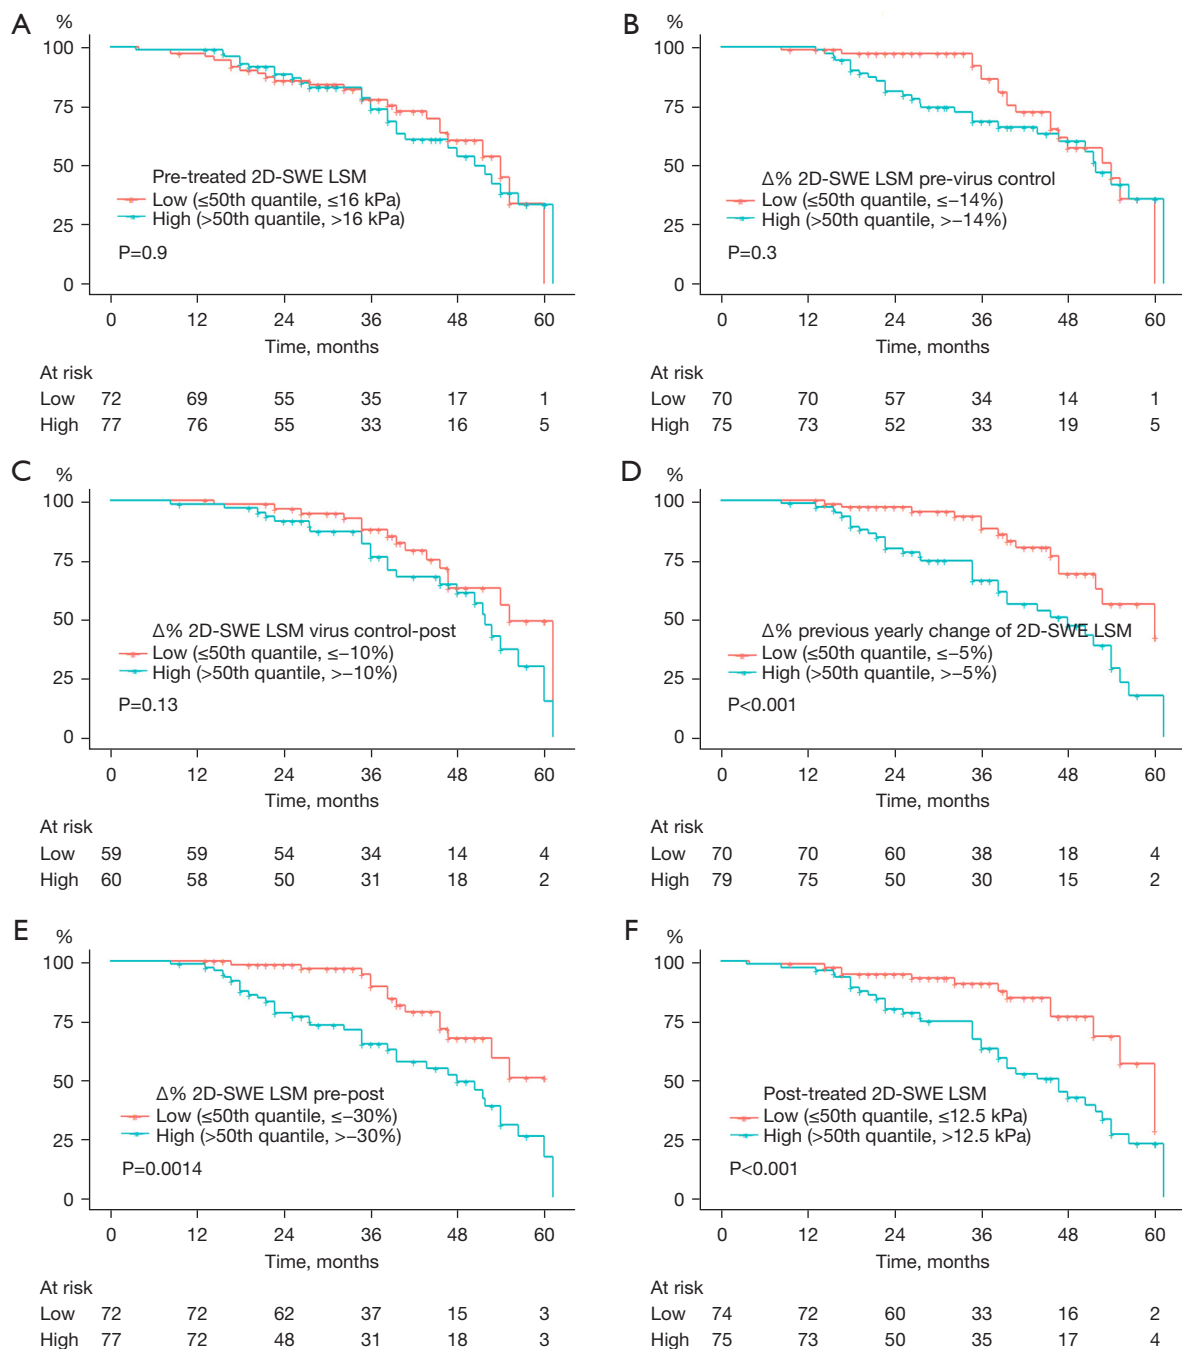 A
%
100
75
50
25
0
Pre-treated 2D-SWE LSM
Low (≤50th quantile, ≤16 kPa)
High (>50th quantile, >16 kPa)
P=0.9
0 12 24 36 48 60
Time, months
At risk
Low 72 69 55 35 17 1
High 77 76 55 33 16 5
B
%
100
75
50
25
0
Δ% 2D-SWE LSM pre-virus control
Low (≤50th quantile, ≤−14%)
High (>50th quantile, >−14%)
P=0.3
0 12 24 36 48 60
Time, months
At risk
Low 70 70 57 34 14 1
High 75 73 52 33 19 5
C
%
100
75
50
25
0
Δ% 2D-SWE LSM virus control-post
Low (≤50th quantile, ≤−10%)
High (>50th quantile, >−10%)
P=0.13
0 12 24 36 48 60
Time, months
At risk
Low 59 59 54 34 14 4
High 60 58 50 31 18 2
D
%
100
75
50
25
0
Δ% previous yearly change of 2D-SWE LSM
Low (≤50th quantile, ≤−5%)
High (>50th quantile, >−5%)
P<0.001
0 12 24 36 48 60
Time, months
At risk
Low 70 70 60 38 18 4
High 79 75 50 30 15 2
E
%
100
75
50
25
0
Δ% 2D-SWE LSM pre-post
Low (≤50th quantile, ≤−30%)
High (>50th quantile, >−30%)
P=0.0014
0 12 24 36 48 60
Time, months
At risk
Low 72 72 62 37 15 3
High 77 72 48 31 18 3
F
%
100
75
50
25
0
Post-treated 2D-SWE LSM
Low (≤50th quantile, ≤12.5 kPa)
High (>50th quantile, >12.5 kPa)
P<0.001
0 12 24 36 48 60
Time, months
At risk
Low 74 72 60 33 16 2
High 75 73 50 35 17 4